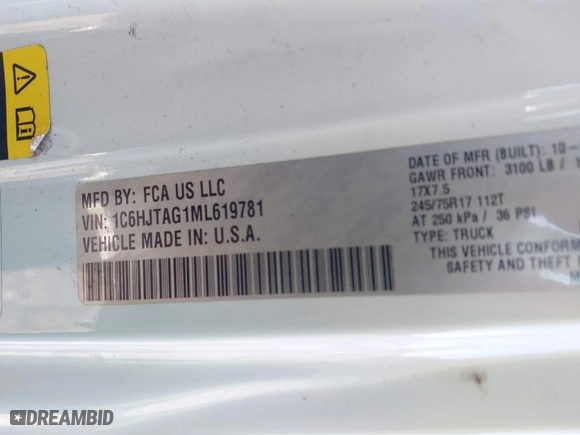 MFD BY: FCA US LLC
VIN: 1C6HJTAG1ML619781
VEHICLE MADE IN: U.S.A.
DATE OF MFR (BUILT): 10-
GAWR FRONT: 3100 LB /
17X7.5
245/75R17 112T
AT 250 kPa / 36 PSI
TYPE: TRUCK
THIS VEHICLE CONFORM
SAFETY AND THEFT
DREAMBID